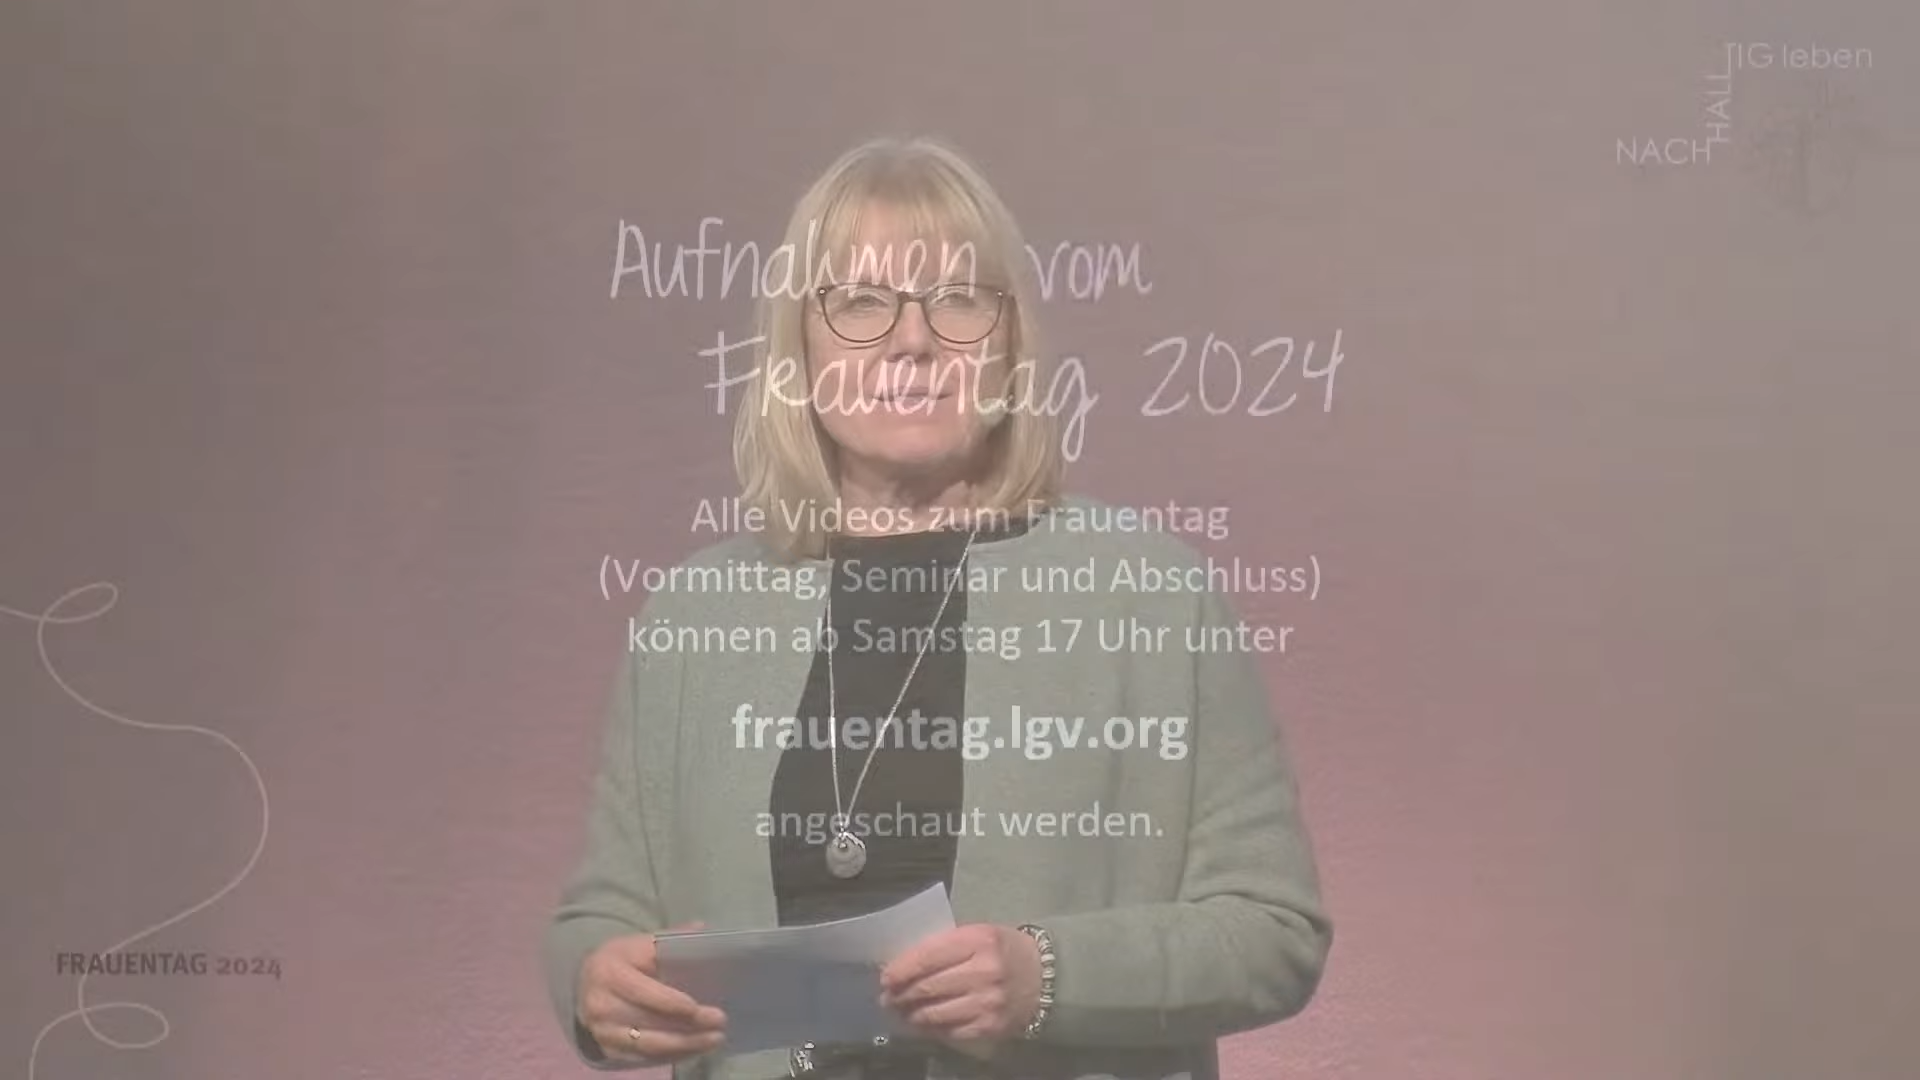 NACHHALLTIG leben
Aufnahmen vom
Frauentag 2024
Alle Videos zum Frauentag
(Vormittag, Seminar und Abschluss)
können ab Samstag 17 Uhr unter
frauentag.lgv.org
angeschaut werden.
FRAUENTAG 2024